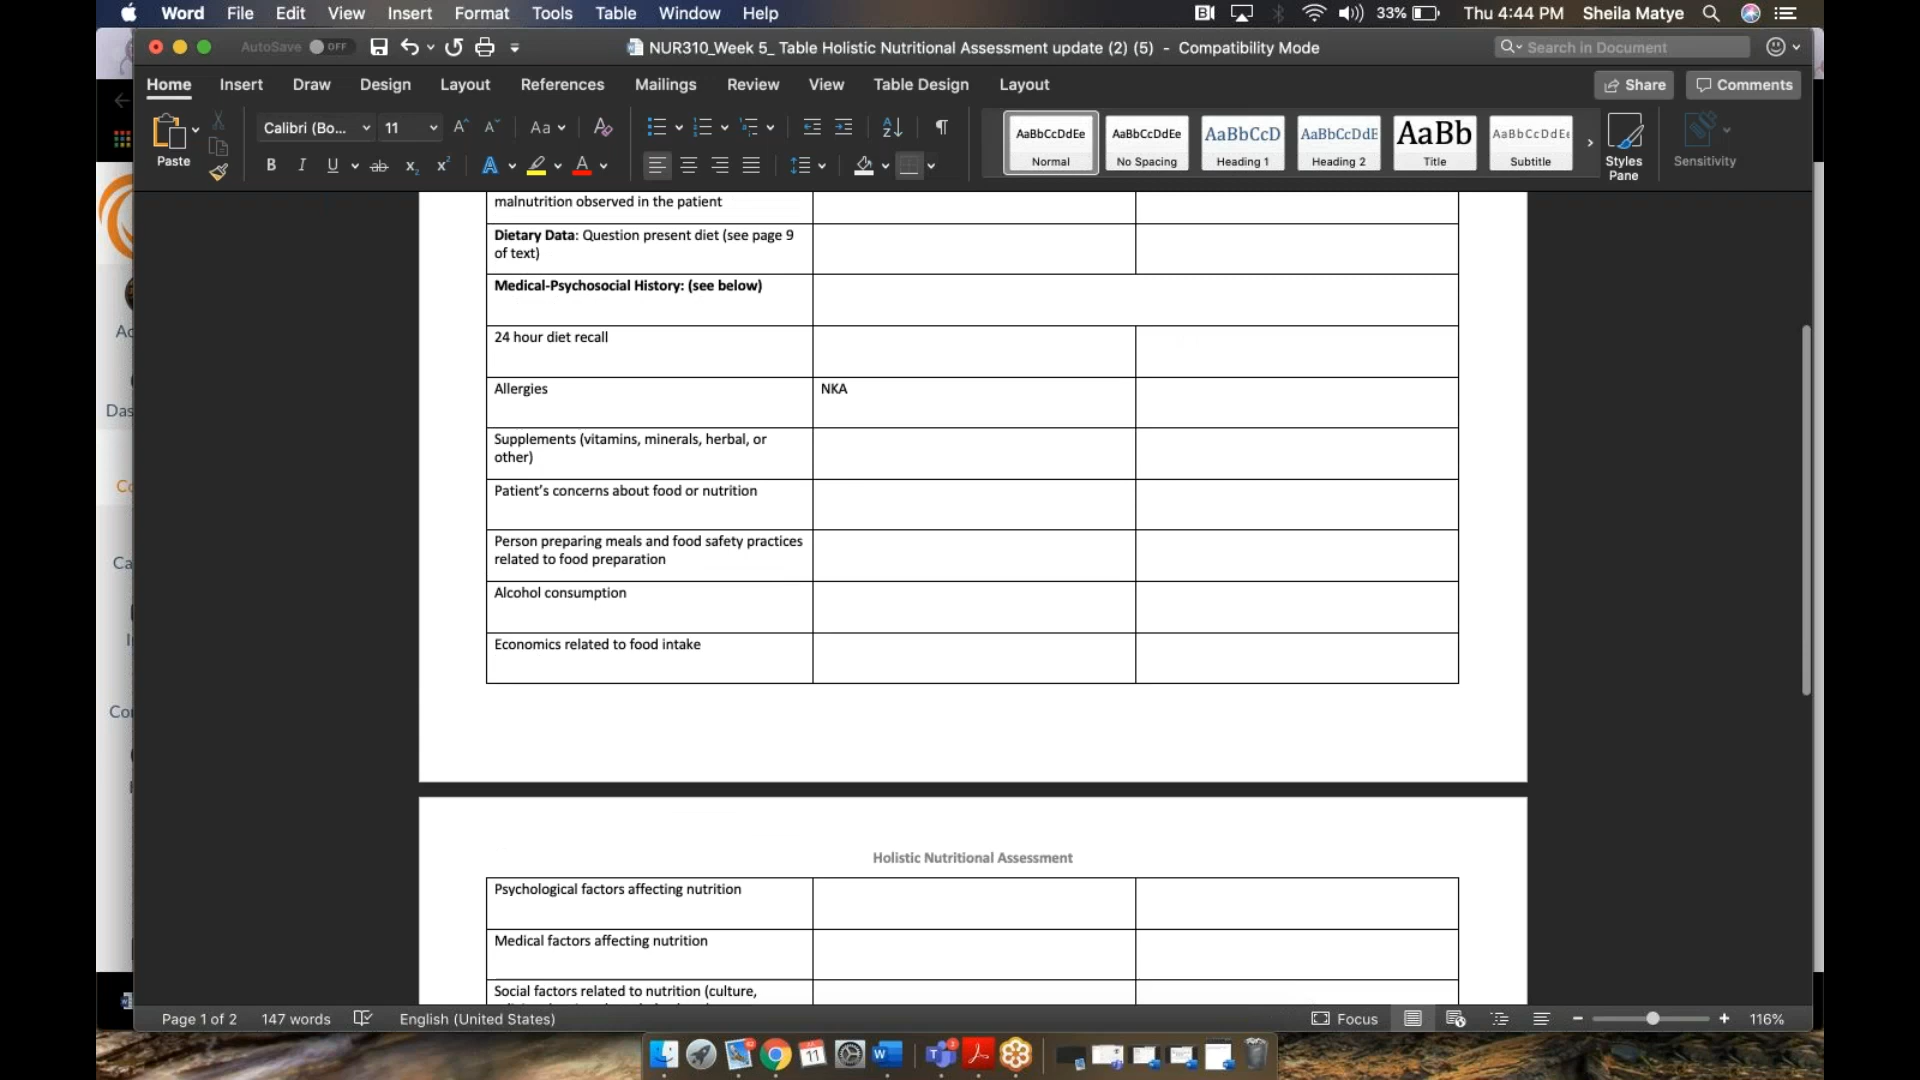 Word File Edit View Insert Format Tools Table Window Help 33% Thu 4:44 PM Sheila Matye
AutoSave OFF NUR310_Week 5_ Table Holistic Nutritional Assessment update (2) (5) - Compatibility Mode Search in Document
Home Insert Draw Design Layout References Mailings Review View Table Design Layout Share Comments
Paste Calibri (Bo... 11 Aa AaBbCcDdEe AaBbCcDdEe AaBbCcD AaBbCcDdE AaBb AaBbCcDdEe
Normal No Spacing Heading 1 Heading 2 Title Subtitle Styles Pane Sensitivity
malnutrition observed in the patient
Dietary Data: Question present diet (see page 9
of text)
Medical-Psychosocial History: (see below)
24 hour diet recall
Allergies NKA
Supplements (vitamins, minerals, herbal, or
other)
Patient's concerns about food or nutrition
Person preparing meals and food safety practices
related to food preparation
Alcohol consumption
Economics related to food intake
Holistic Nutritional Assessment
Psychological factors affecting nutrition
Medical factors affecting nutrition
Social factors related to nutrition (culture,
Page 1 of 2 147 words English (United States) Focus 116%